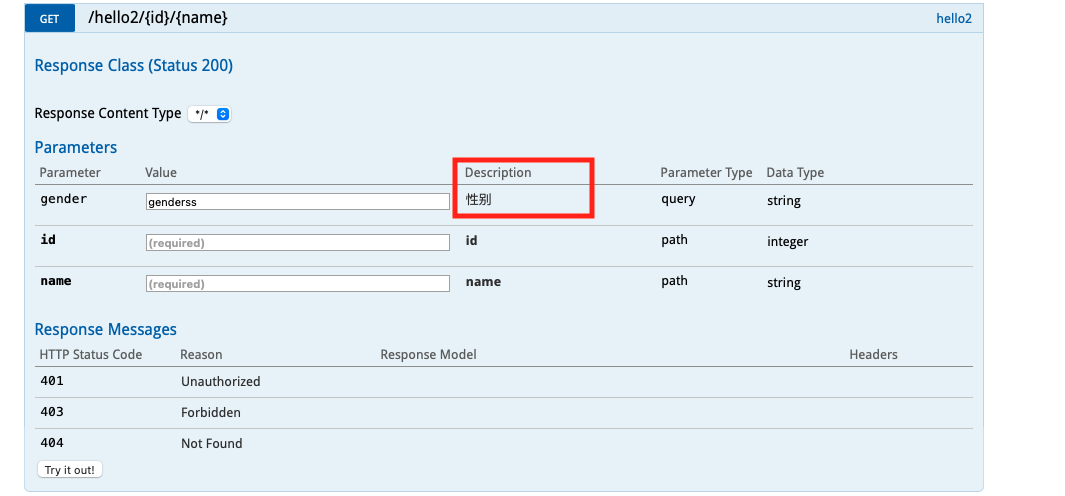 GET /hello2/{id}/{name} hello2
Response Class (Status 200)
Response Content Type */*
Parameters
Parameter Value Description Parameter Type Data Type
gender genderss 性别 query string
id (required) id path integer
name (required) name path string
Response Messages
HTTP Status Code Reason Response Model Headers
401 Unauthorized
403 Forbidden
404 Not Found
Try it out!